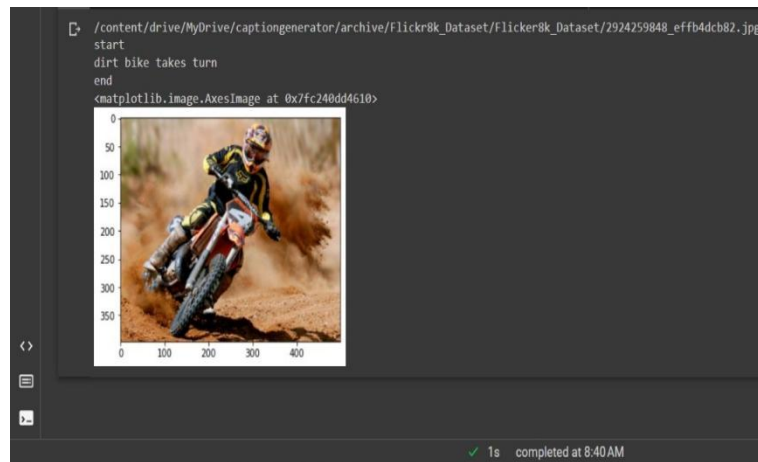 /content/drive/MyDrive/captiongenerator/archive/Flickr8k_Dataset/Flicker8k_Dataset/2924259848_effb4dcb82.jpg
start
dirt bike takes turn
end
<matplotlib.image.AxesImage at 0x7fc240dd4610>
0
50
100
150
200
250
300
350
0 100 200 300 400
4
✓ 1s completed at 8:40 AM